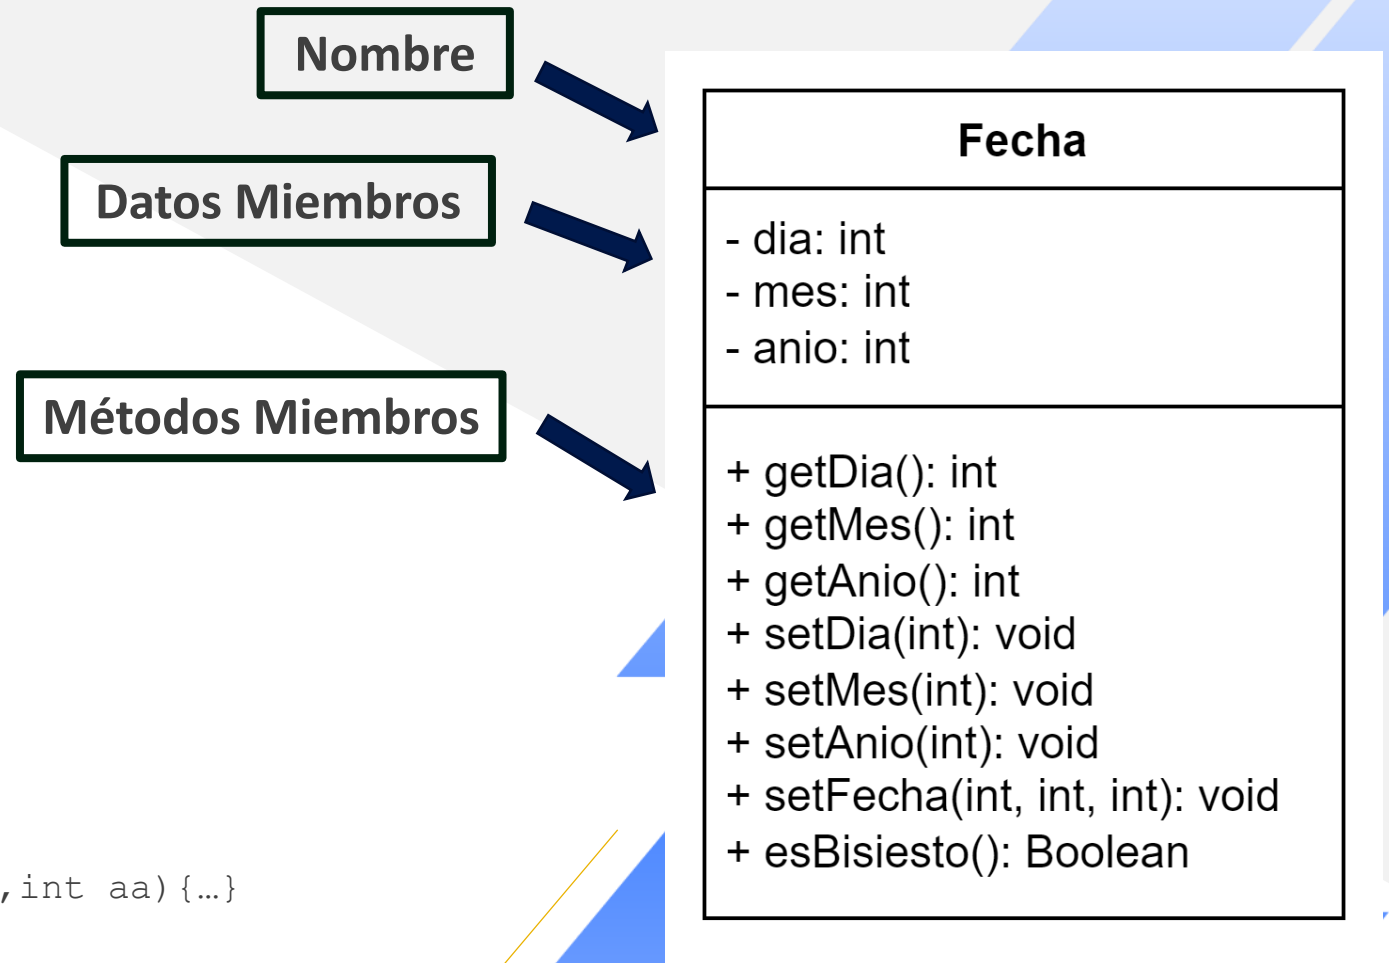 Nombre
Datos Miembros
Métodos Miembros
,int aa){…}
Fecha
- dia: int
- mes: int
- anio: int
+ getDia(): int
+ getMes(): int
+ getAnio(): int
+ setDia(int): void
+ setMes(int): void
+ setAnio(int): void
+ setFecha(int, int, int): void
+ esBisiesto(): Boolean